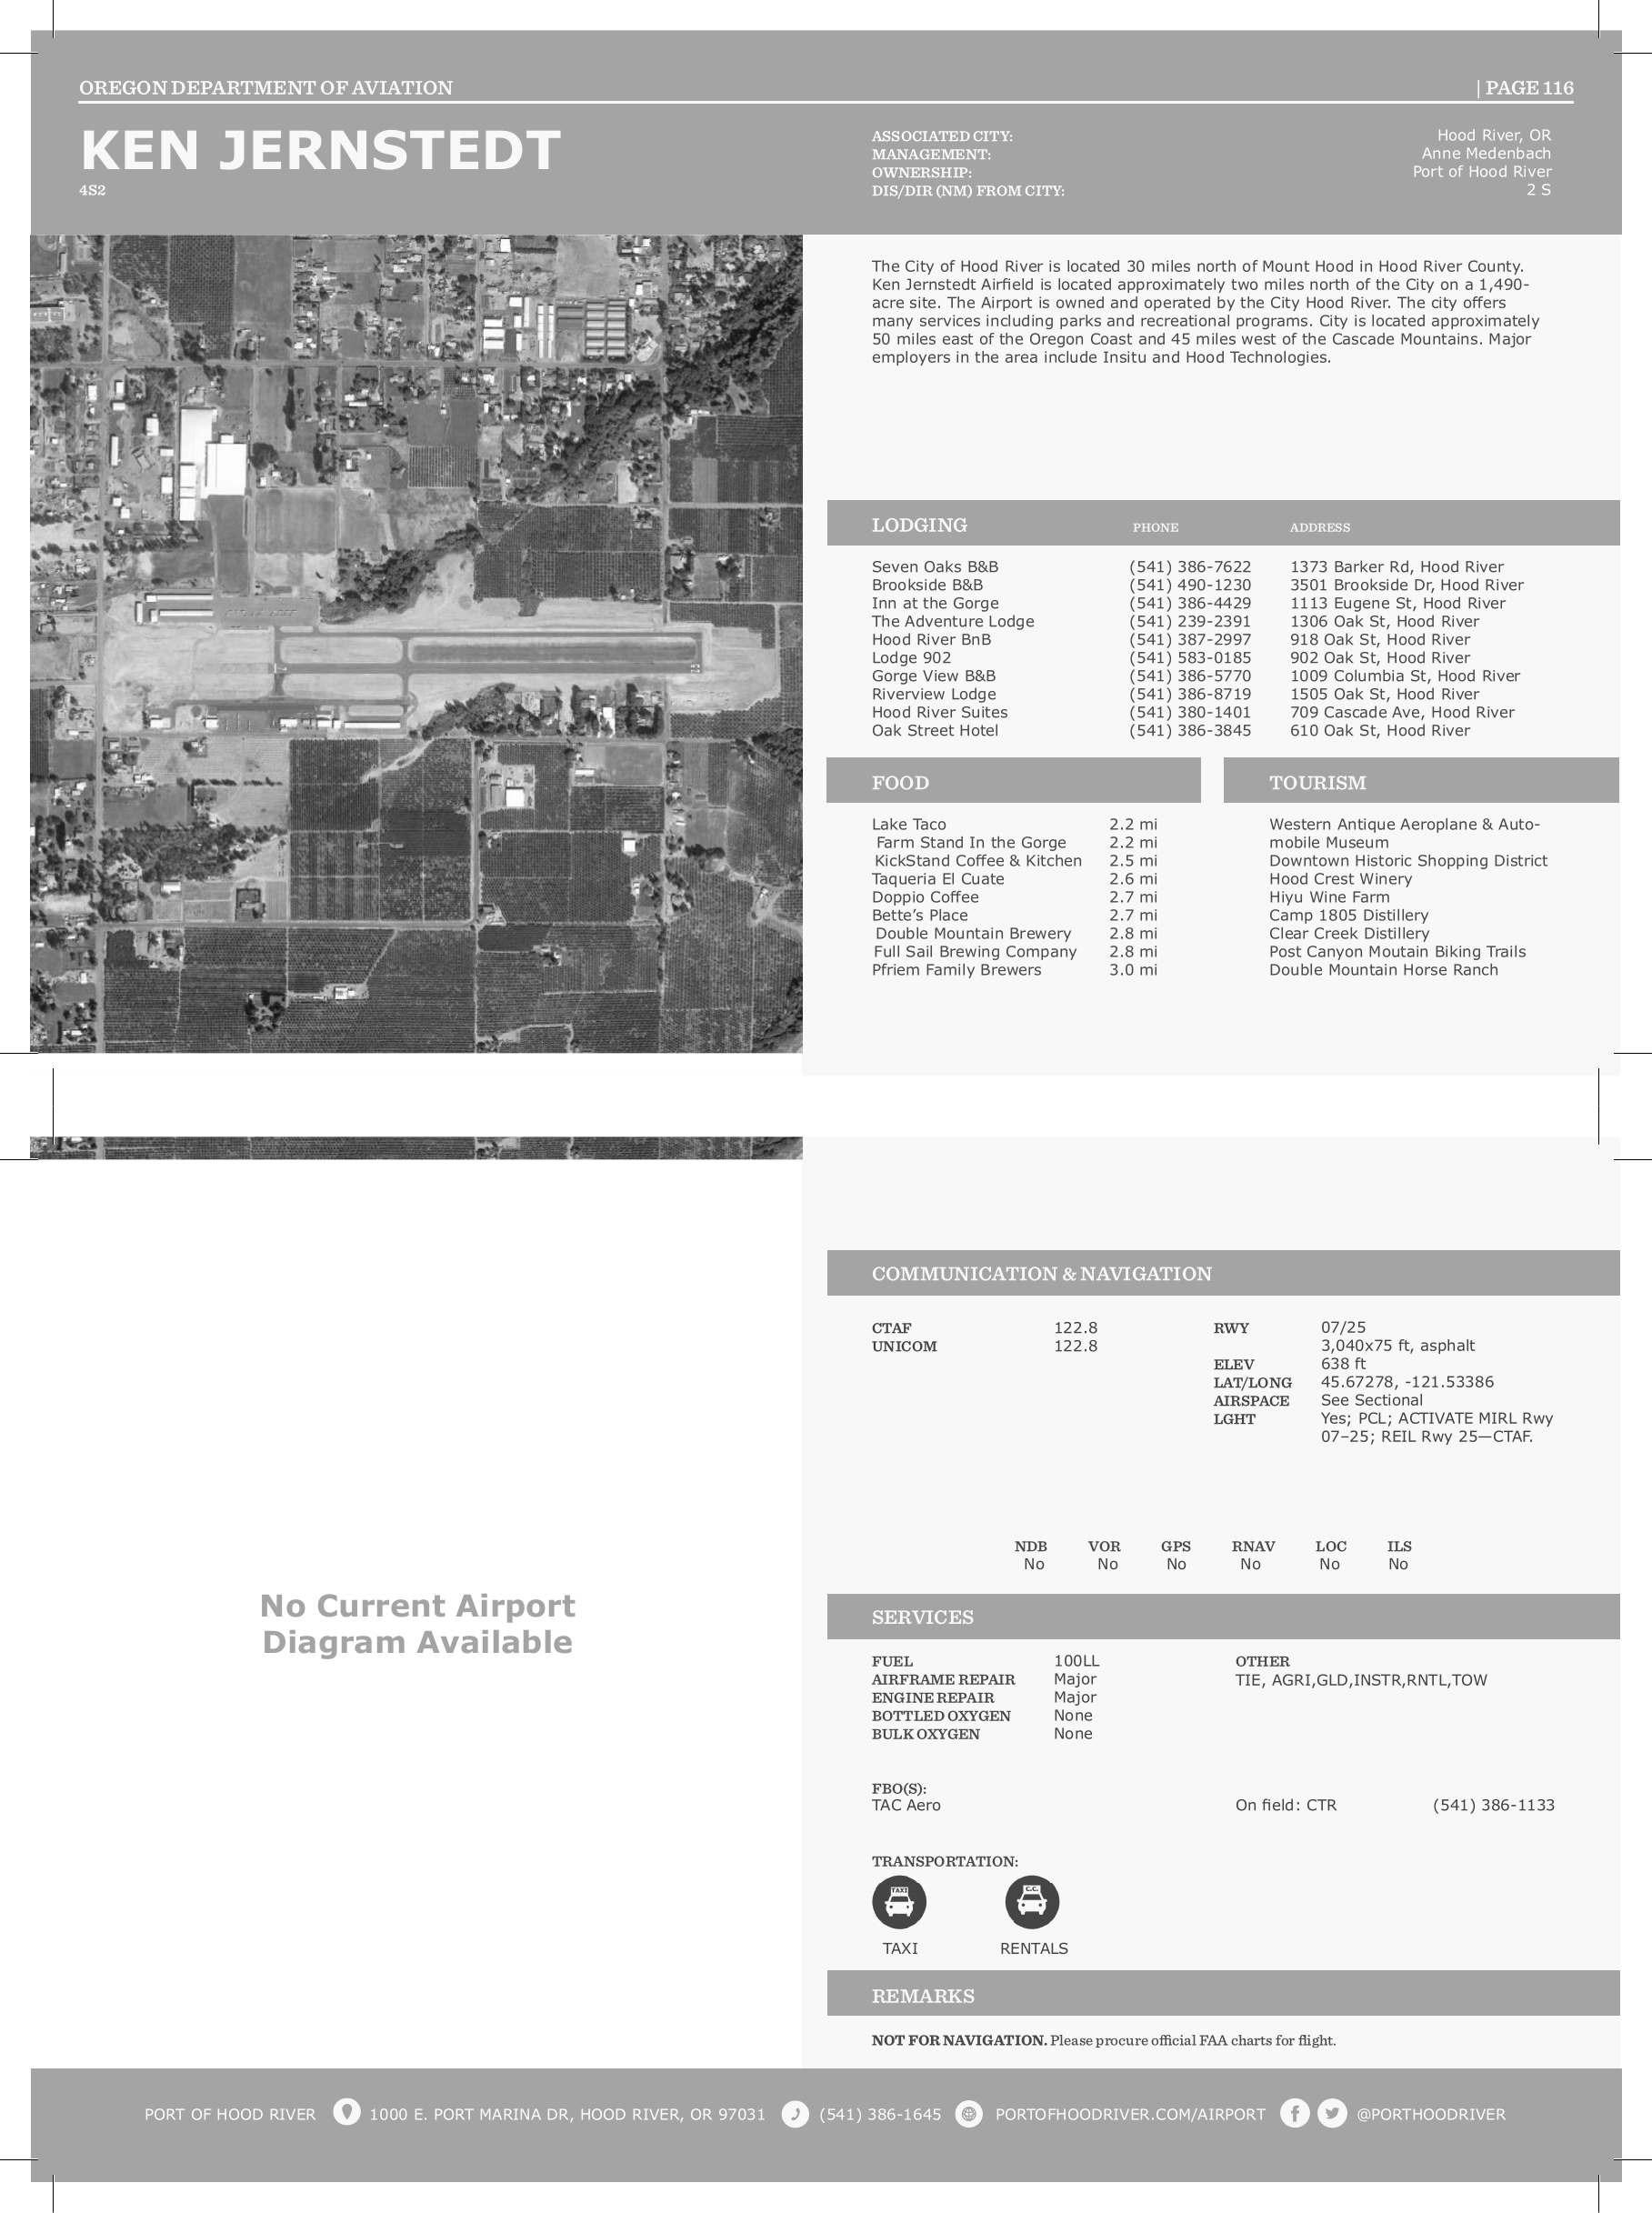 OREGON DEPARTMENT OF AVIATION
| PAGE 116
KEN JERNSTEDT
4S2
ASSOCIATED CITY: Hood River, OR
MANAGEMENT: Anne Medenbach
OWNERSHIP: Port of Hood River
DIS/DIR (NM) FROM CITY: 2 S
The City of Hood River is located 30 miles north of Mount Hood in Hood River County.
Ken Jernstedt Airfield is located approximately two miles north of the City on a 1,490-
acre site. The Airport is owned and operated by the City Hood River. The city offers
many services including parks and recreational programs. City is located approximately
50 miles east of the Oregon Coast and 45 miles west of the Cascade Mountains. Major
employers in the area include Insitu and Hood Technologies.
LODGING PHONE ADDRESS
Seven Oaks B&B (541) 386-7622 1373 Barker Rd, Hood River
Brookside B&B (541) 490-1230 3501 Brookside Dr, Hood River
Inn at the Gorge (541) 386-4429 1113 Eugene St, Hood River
The Adventure Lodge (541) 239-2391 1306 Oak St, Hood River
Hood River BnB (541) 387-2997 918 Oak St, Hood River
Lodge 902 (541) 583-0185 902 Oak St, Hood River
Gorge View B&B (541) 386-5770 1009 Columbia St, Hood River
Riverview Lodge (541) 386-8719 1505 Oak St, Hood River
Hood River Suites (541) 380-1401 709 Cascade Ave, Hood River
Oak Street Hotel (541) 386-3845 610 Oak St, Hood River
FOOD
Lake Taco 2.2 mi
Farm Stand In the Gorge 2.2 mi
KickStand Coffee & Kitchen 2.5 mi
Taqueria El Cuate 2.6 mi
Doppio Coffee 2.7 mi
Bette's Place 2.7 mi
Double Mountain Brewery 2.8 mi
Full Sail Brewing Company 2.8 mi
Pfriem Family Brewers 3.0 mi
TOURISM
Western Antique Aeroplane & Auto-
mobile Museum
Downtown Historic Shopping District
Hood Crest Winery
Hiyu Wine Farm
Camp 1805 Distillery
Clear Creek Distillery
Post Canyon Moutain Biking Trails
Double Mountain Horse Ranch
No Current Airport
Diagram Available
COMMUNICATION & NAVIGATION
CTAF 122.8
UNICOM 122.8
RWY 07/25
3,040x75 ft, asphalt
ELEV 638 ft
LAT/LONG 45.67278, -121.53386
AIRSPACE See Sectional
LGHT Yes; PCL; ACTIVATE MIRL Rwy
07–25; REIL Rwy 25—CTAF.
NDB VOR GPS RNAV LOC ILS
No No No No No No
SERVICES
FUEL 100LL
AIRFRAME REPAIR Major
ENGINE REPAIR Major
BOTTLED OXYGEN None
BULK OXYGEN None
OTHER
TIE, AGRI,GLD,INSTR,RNTL,TOW
FBO(S):
TAC Aero On field: CTR (541) 386-1133
TRANSPORTATION:
TAXI C.C.
TAXI RENTALS
REMARKS
NOT FOR NAVIGATION. Please procure official FAA charts for flight.
PORT OF HOOD RIVER 1000 E. PORT MARINA DR, HOOD RIVER, OR 97031 (541) 386-1645 PORTOFHOODRIVER.COM/AIRPORT @PORTHOODRIVER